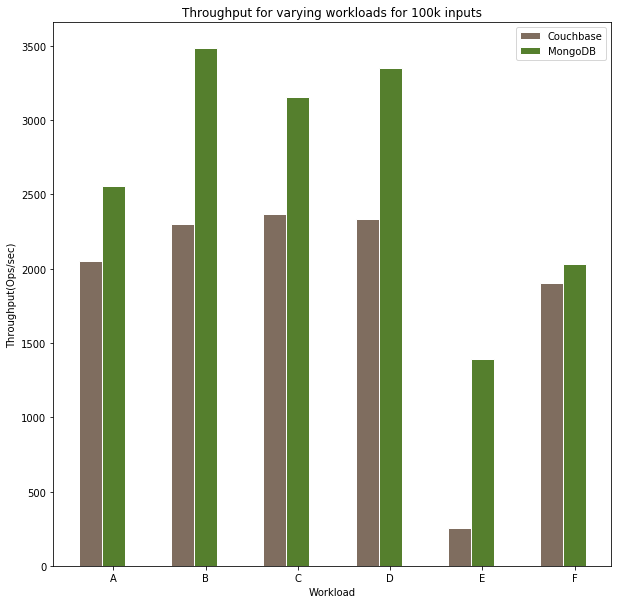 Throughput for varying workloads for 100k inputs
Couchbase
MongoDB
Throughput(Ops/sec)
3500
3000
2500
2000
1500
1000
500
0
A B C D E F
Workload